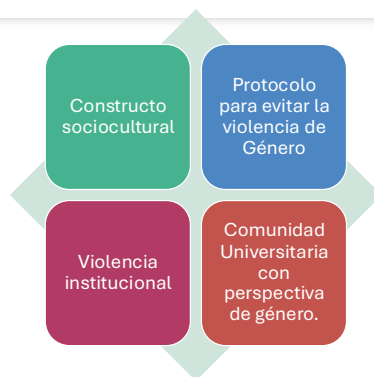 Constructo
sociocultural
Protocolo
para evitar la
violencia de
Género
Violencia
institucional
Comunidad
Universitaria
con
perspectiva
de género.